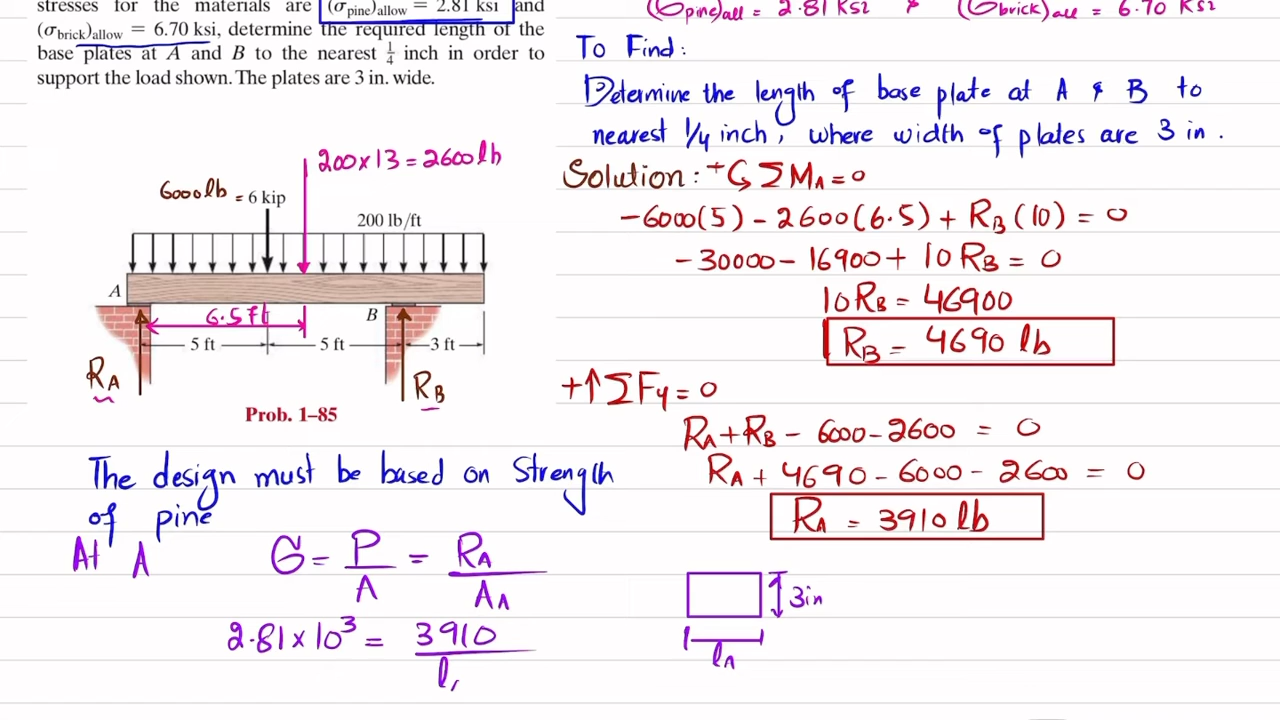 stresses for the materials are (σpine)allow = 2.81 ksi and
(σbrick)allow = 6.70 ksi, determine the required length of the
base plates at A and B to the nearest 1/4 inch in order to
support the load shown. The plates are 3 in. wide.
200x13 = 2600 lb
6000 lb = 6 kip
200 lb/ft
A
6.5 ft
B
5 ft
5 ft
3 ft
RA
RB
Prob. 1–85
The design must be based on Strength
of pine
At A
σ = P/A = RA/AA
2.81 x 10³ = 3910/l
(σpine)all = 2.81 ksi & (σbrick)all = 6.70 ksi
To Find:
Determine the length of base plate at A & B to
nearest 1/4 inch, where width of plates are 3 in.
Solution: +↺ ΣMA = 0
-6000(5) - 2600(6.5) + RB(10) = 0
-30000 - 16900 + 10RB = 0
10RB = 46900
RB = 4690 lb
+↑ΣFy = 0
RA + RB - 6000 - 2600 = 0
RA + 4690 - 6000 - 2600 = 0
RA = 3910 lb
3in
lA